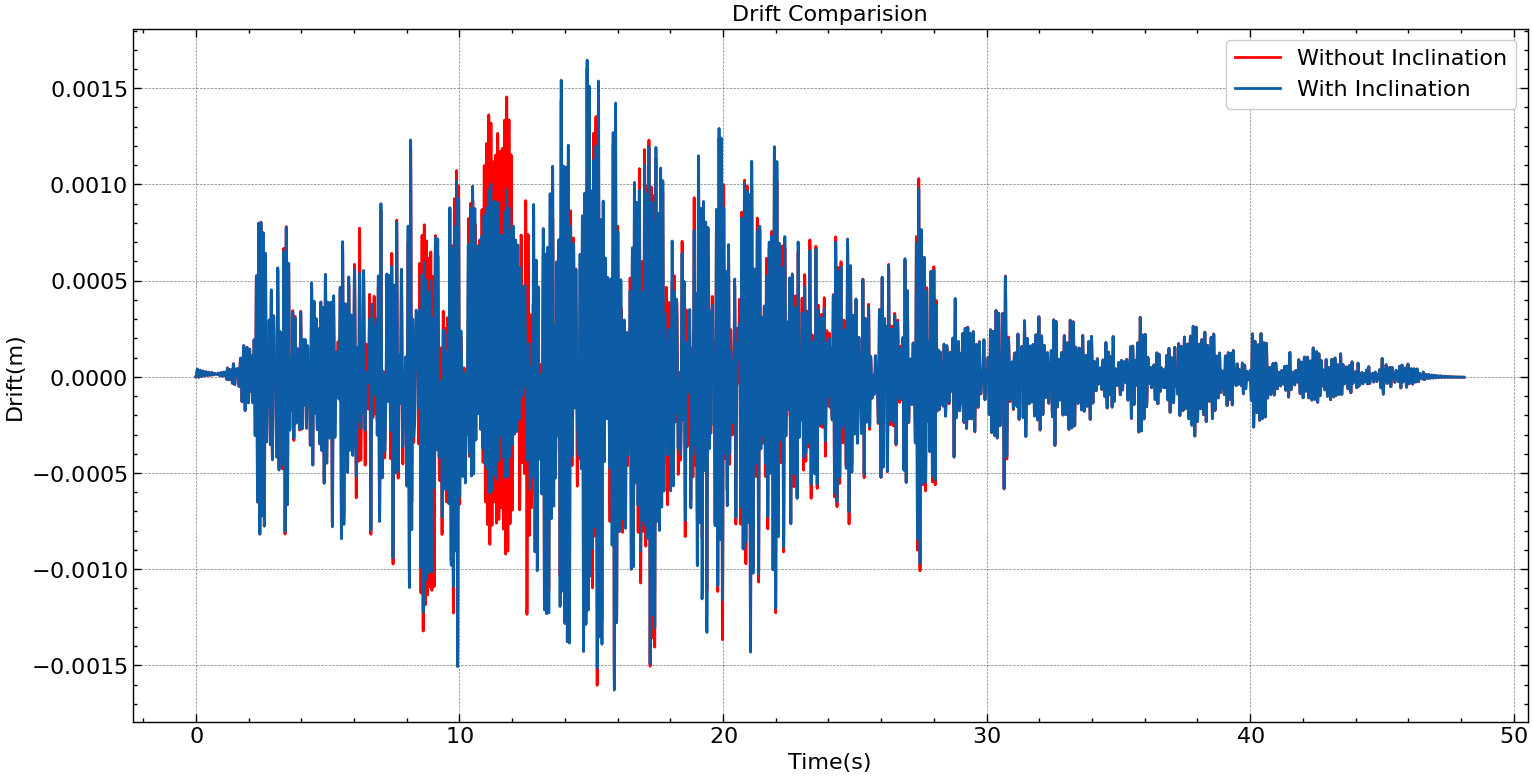 Drift Comparision
Without Inclination
With Inclination
0.0015
0.0010
0.0005
0.0000
−0.0005
−0.0010
−0.0015
Drift(m)
0 10 20 30 40 50
Time(s)